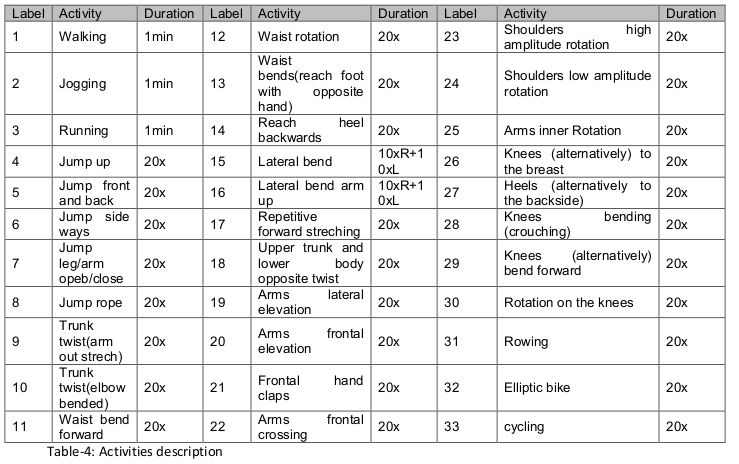 Label Activity Duration Label Activity Duration Label Activity Duration
1 Walking 1min 12 Waist rotation 20x 23 Shoulders high
amplitude rotation 20x
2 Jogging 1min 13 Waist
bends(reach foot
with opposite
hand) 20x 24 Shoulders low amplitude
rotation 20x
3 Running 1min 14 Reach heel
backwards 20x 25 Arms inner Rotation 20x
4 Jump up 20x 15 Lateral bend 10xR+1
0xL 26 Knees (alternatively) to
the breast 20x
5 Jump front
and back 20x 16 Lateral bend arm
up 10xR+1
0xL 27 Heels (alternatively to
the backside) 20x
6 Jump side
ways 20x 17 Repetitive
forward streching 20x 28 Knees bending
(crouching) 20x
7 Jump
leg/arm
opeb/close 20x 18 Upper trunk and
lower body
opposite twist 20x 29 Knees (alternatively)
bend forward 20x
8 Jump rope 20x 19 Arms lateral
elevation 20x 30 Rotation on the knees 20x
9 Trunk
twist(arm
out strech) 20x 20 Arms frontal
elevation 20x 31 Rowing 20x
10 Trunk
twist(elbow
bended) 20x 21 Frontal hand
claps 20x 32 Elliptic bike 20x
11 Waist bend
forward 20x 22 Arms frontal
crossing 20x 33 cycling 20x
Table-4: Activities description